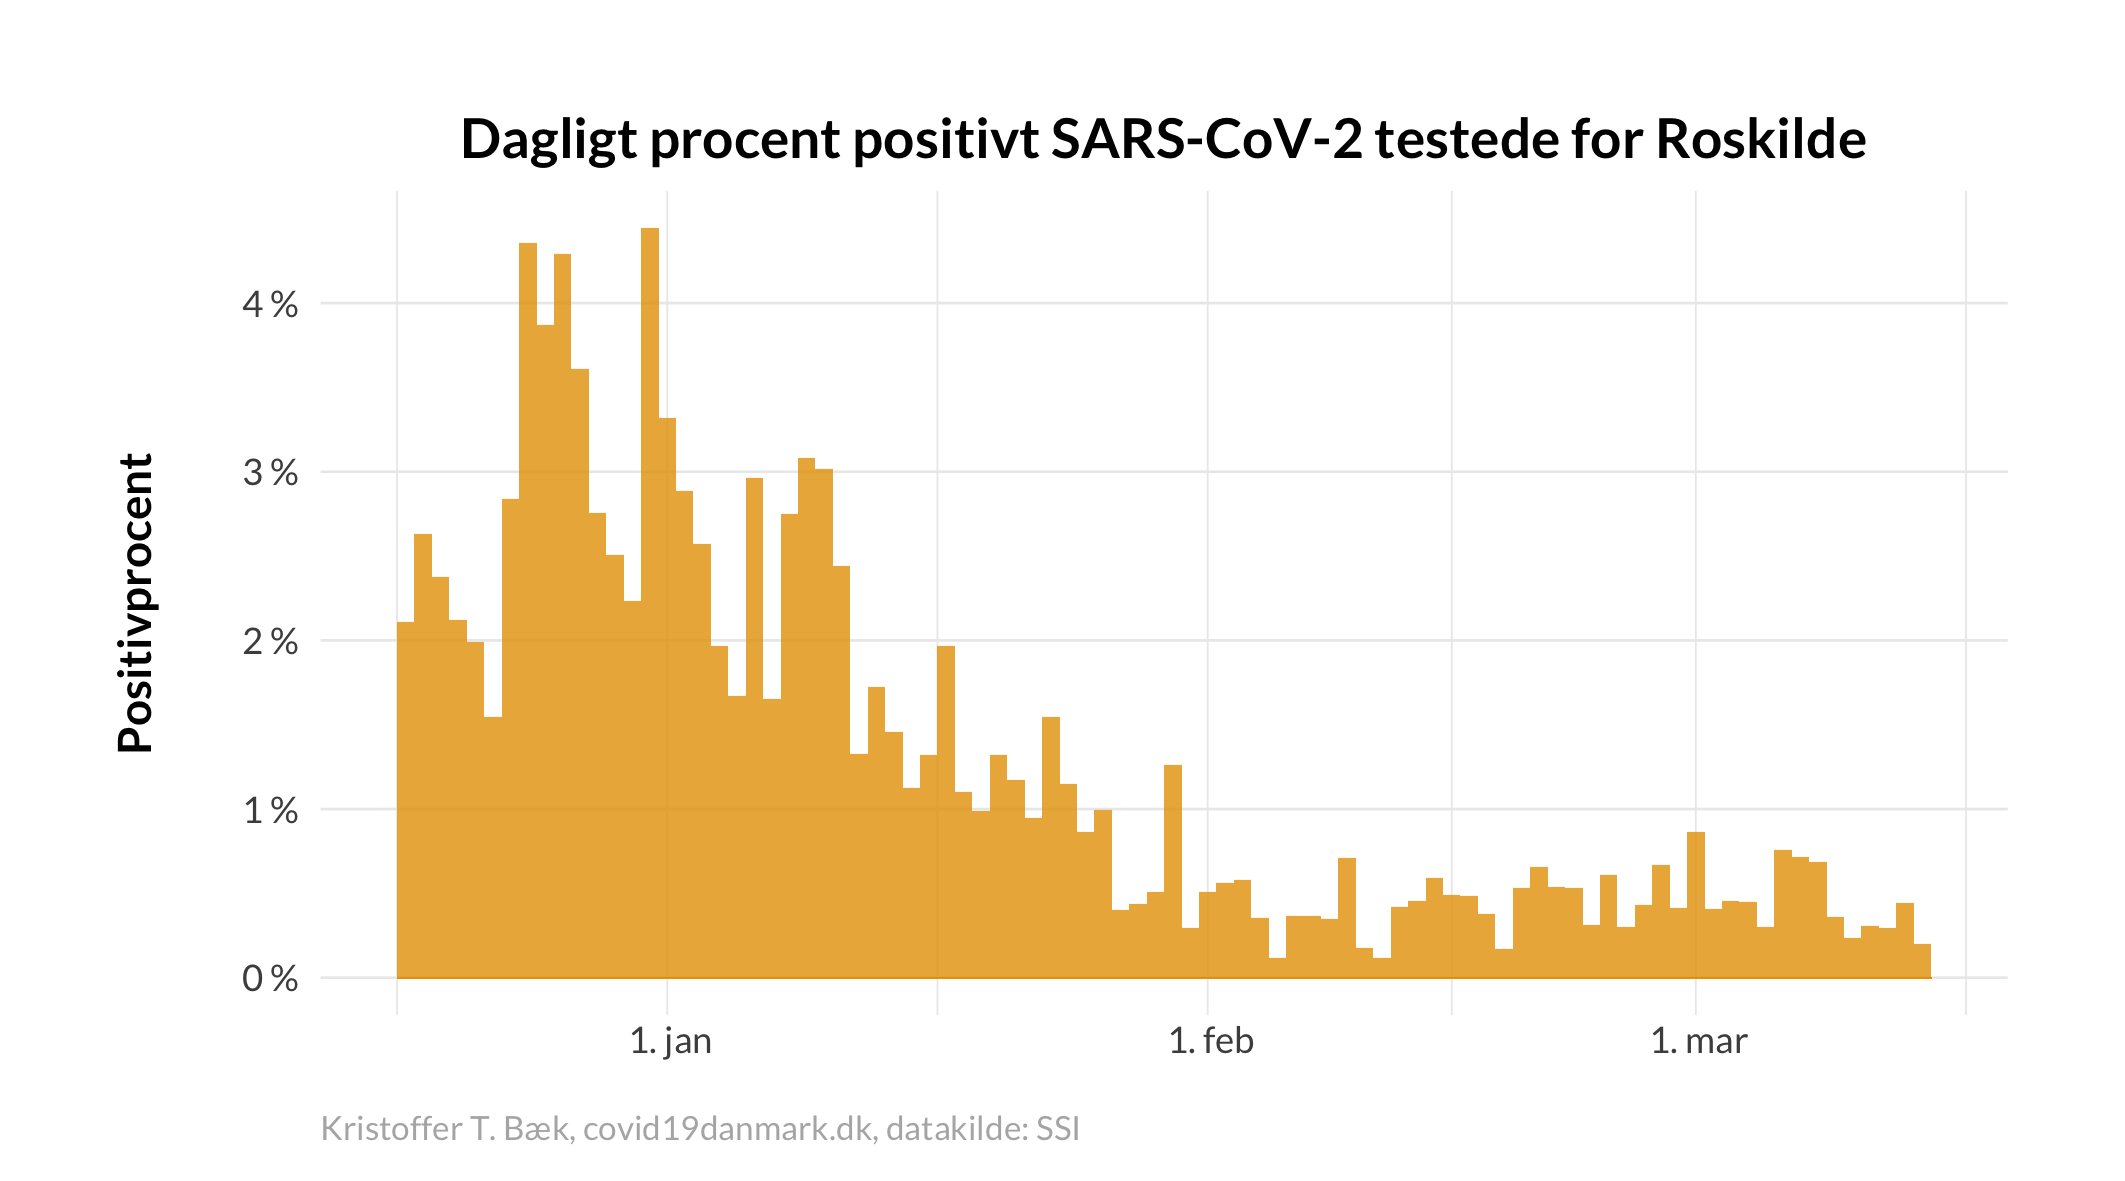 Dagligt procent positivt SARS-CoV-2 testede for Roskilde
Positivprocent
4 %
3 %
2 %
1 %
0 %
1. jan
1. feb
1. mar
Kristoffer T. Bæk, covid19danmark.dk, datakilde: SSI